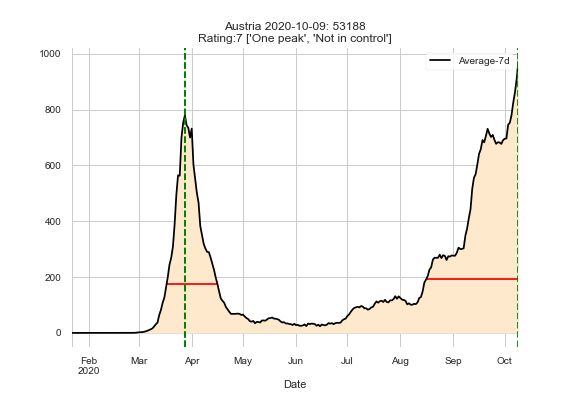 Austria 2020-10-09: 53188
Rating:7 ['One peak', 'Not in control']
Average-7d
1000
800
600
400
200
0
Feb Mar Apr May Jun Jul Aug Sep Oct
2020
Date